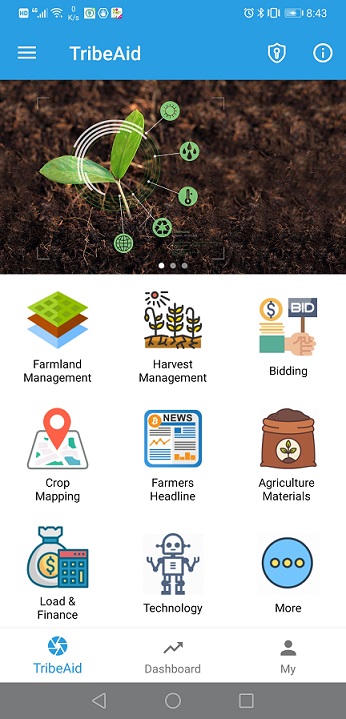 HD 4G 0 K/s 8:43
TribeAid
Farmland
Management
Harvest
Management
BID
Bidding
Crop
Mapping
NEWS
Farmers
Headline
Agriculture
Materials
Load &
Finance
Technology
More
TribeAid
Dashboard
My